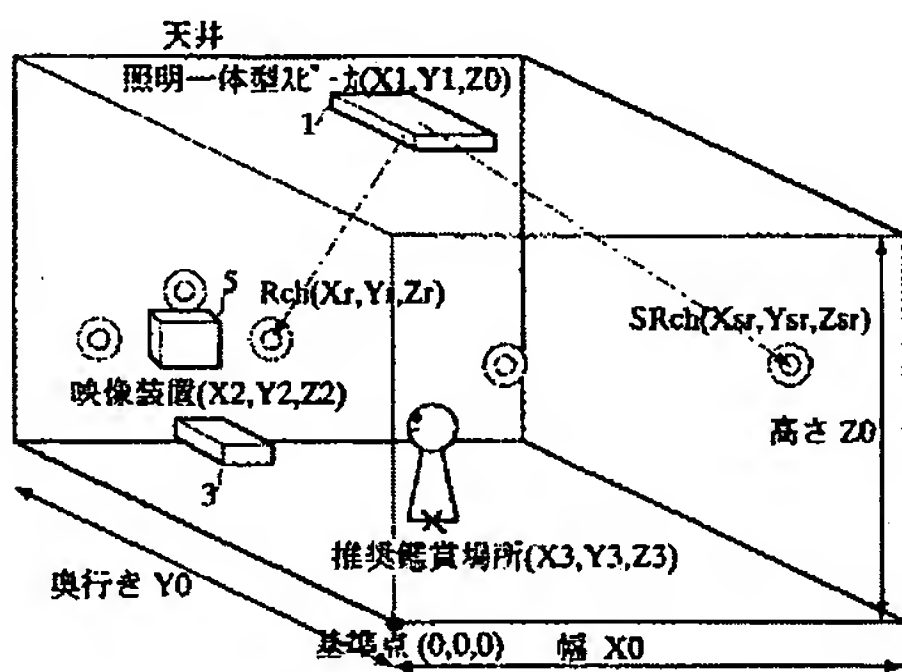 天井
照明一体型スピーカ(X1,Y1,Z0)
1
5
Rch(Xr,Yr,Zr)
SRch(Xsr,Ysr,Zsr)
映像装置(X2,Y2,Z2)
高さ Z0
3
推奨鑑賞場所(X3,Y3,Z3)
奥行き Y0
基準点 (0,0,0)
幅 X0